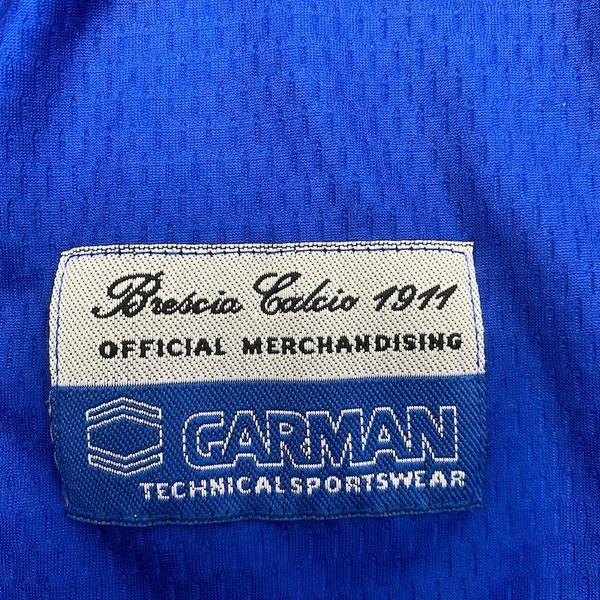 Brescia Calcio 1911
OFFICIAL MERCHANDISING
GARMAN
TECHNICALSPORTSWEAR